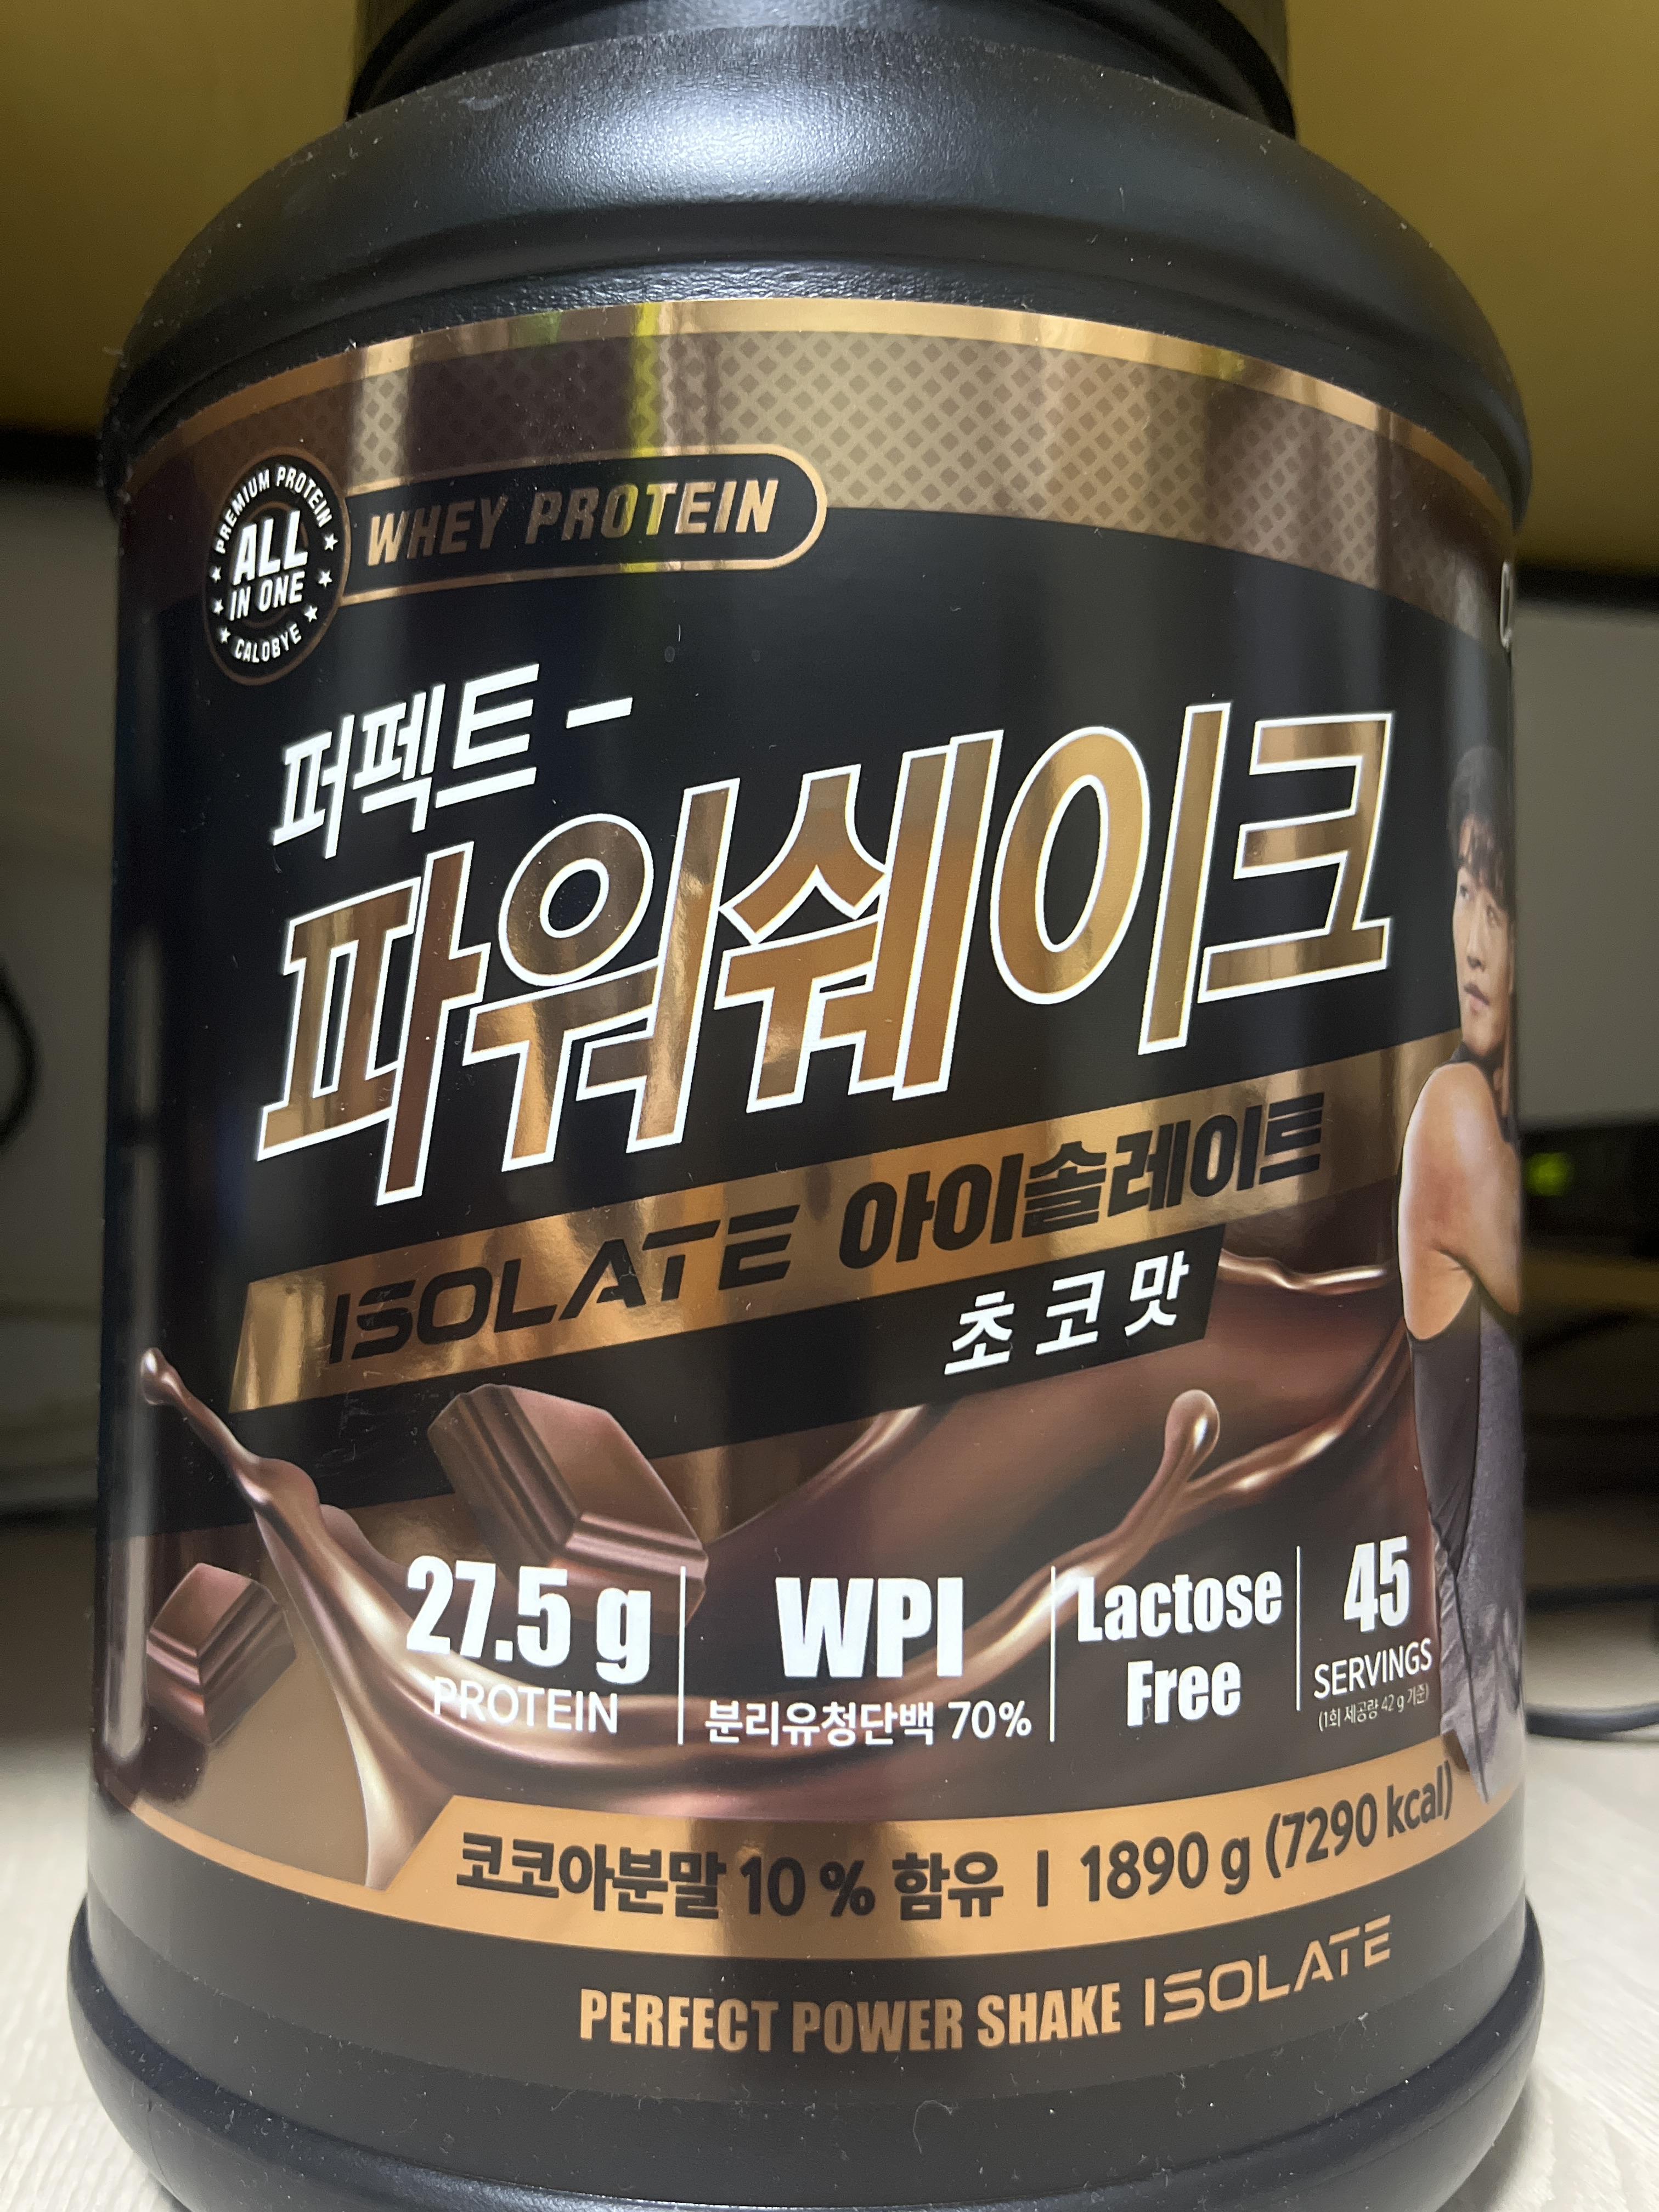 PREMIUM PROTEIN
ALL
IN ONE
CALOBYE
WHEY PROTEIN
퍼펙트-
파워쉐이크
ISOLATE 아이솔레이트
초코맛
27.5 g
PROTEIN
WPI
분리유청단백 70%
Lactose
Free
45
SERVINGS
(1회 제공량 42 g 기준)
코코아분말 10 % 함유 | 1890 g (7290 kcal)
PERFECT POWER SHAKE ISOLATE